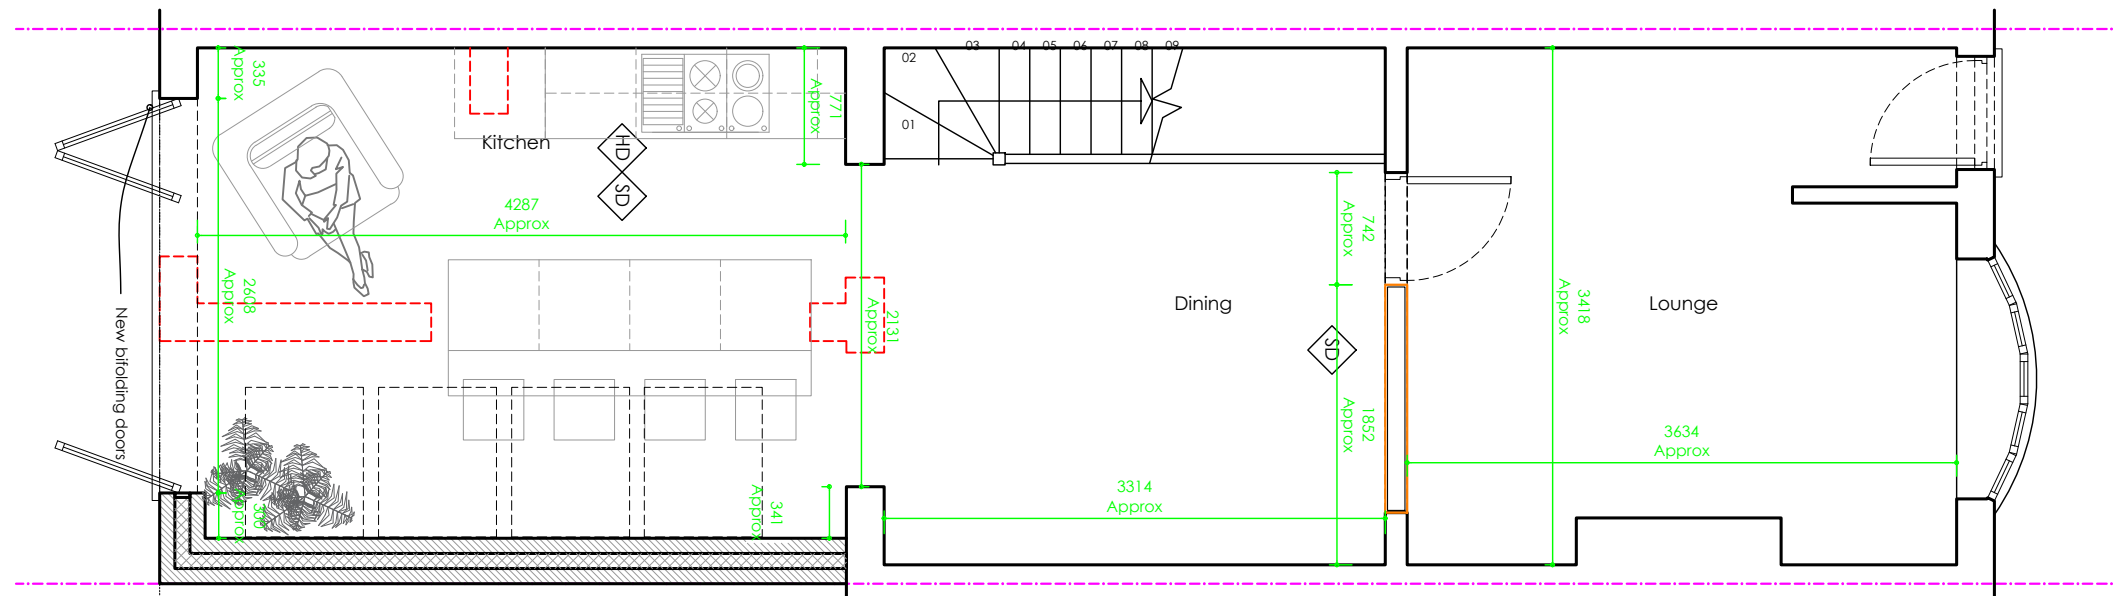 335
Approx
771
Approx
02
01
03
04
05
06
07
08
09
Kitchen
HD
SD
4287
Approx
742
Approx
2608
Approx
2131
Approx
Dining
Lounge
3418
Approx
SD
New bifolding doors
1852
Approx
3634
Approx
3314
Approx
341
Approx
Approx